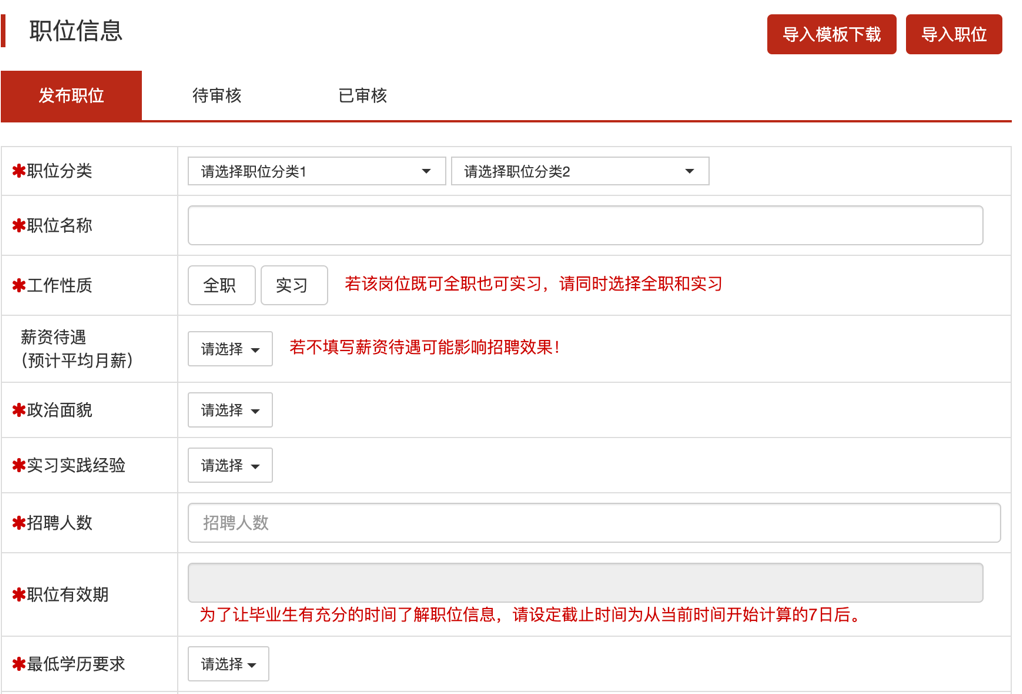 职位信息
导入模板下载
导入职位
发布职位
待审核
已审核
✱职位分类
请选择职位分类1
请选择职位分类2
✱职位名称
✱工作性质
全职
实习
若该岗位既可全职也可实习，请同时选择全职和实习
薪资待遇
（预计平均月薪）
请选择
若不填写薪资待遇可能影响招聘效果！
✱政治面貌
请选择
✱实习实践经验
请选择
✱招聘人数
招聘人数
✱职位有效期
为了让毕业生有充分的时间了解职位信息，请设定截止时间为从当前时间开始计算的7日后。
✱最低学历要求
请选择